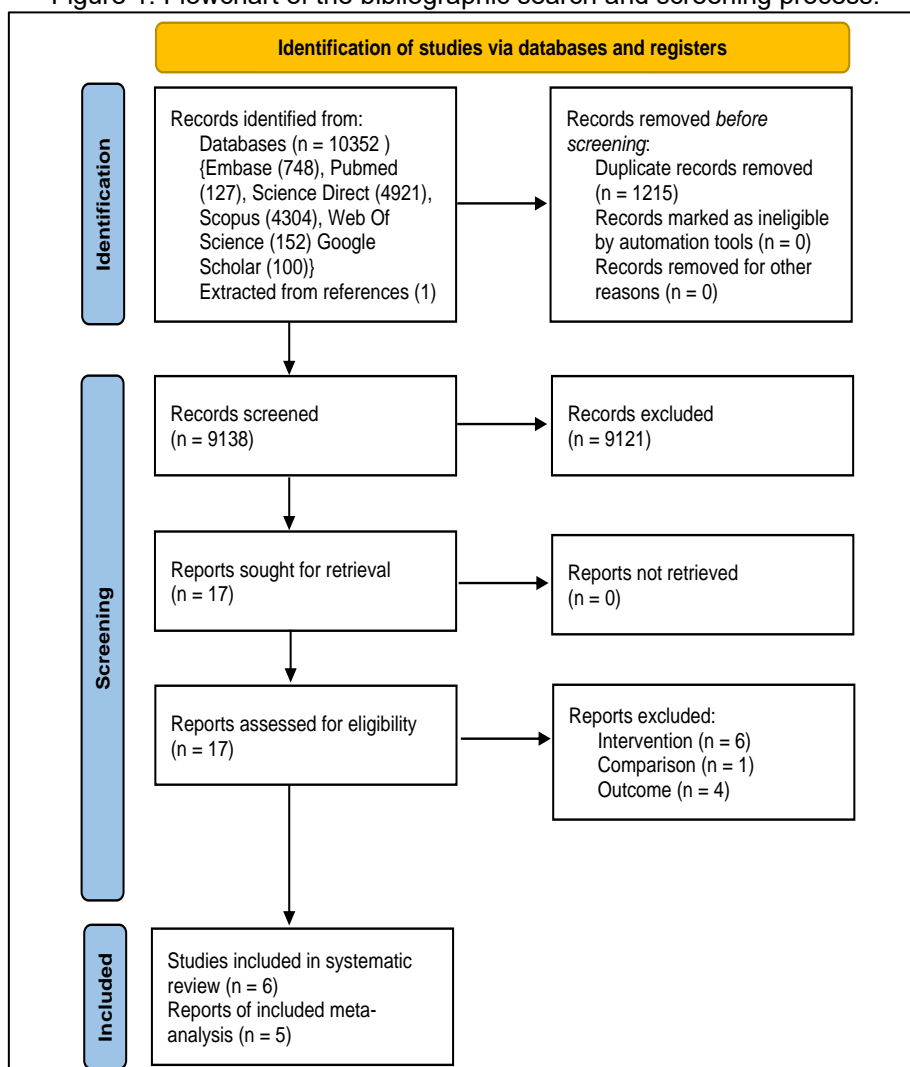 Figure 1. Flowchart of the bibliographic search and screening process.
Identification of studies via databases and registers
Identification
Records identified from:
Databases (n = 10352 )
{Embase (748), Pubmed
(127), Science Direct (4921),
Scopus (4304), Web Of
Science (152) Google
Scholar (100)}
Extracted from references (1)
Records removed before
screening:
Duplicate records removed
(n = 1215)
Records marked as ineligible
by automation tools (n = 0)
Records removed for other
reasons (n = 0)
Screening
Records screened
(n = 9138)
Records excluded
(n = 9121)
Reports sought for retrieval
(n = 17)
Reports not retrieved
(n = 0)
Reports assessed for eligibility
(n = 17)
Reports excluded:
Intervention (n = 6)
Comparison (n = 1)
Outcome (n = 4)
Included
Studies included in systematic
review (n = 6)
Reports of included meta-
analysis (n = 5)